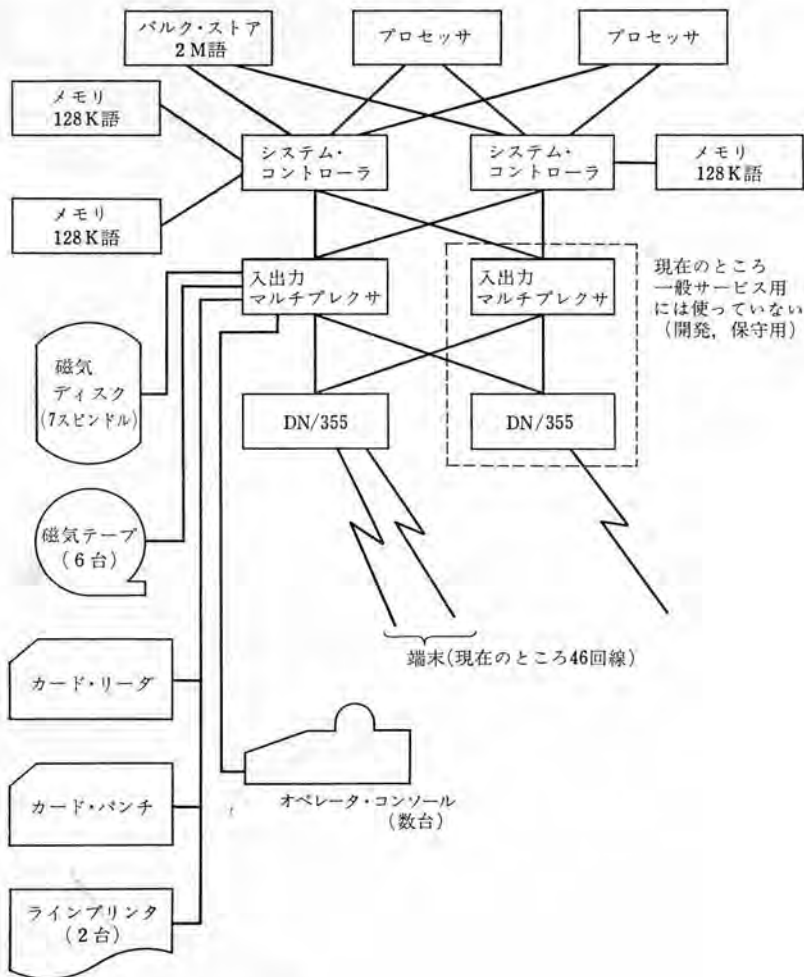 バルク・ストア
2M語
プロセッサ
プロセッサ
メモリ
128K語
システム・
コントローラ
システム・
コントローラ
メモリ
128K語
メモリ
128K語
入出力
マルチプレクサ
入出力
マルチプレクサ
現在のところ
一般サービス用
には使っていない
(開発,保守用)
磁気
ディスク
(7スピンドル)
DN/355
DN/355
磁気テープ
(6台)
端末(現在のところ46回線)
カード・リーダ
カード・パンチ
オペレータ・コンソール
(数台)
ラインプリンタ
(2台)